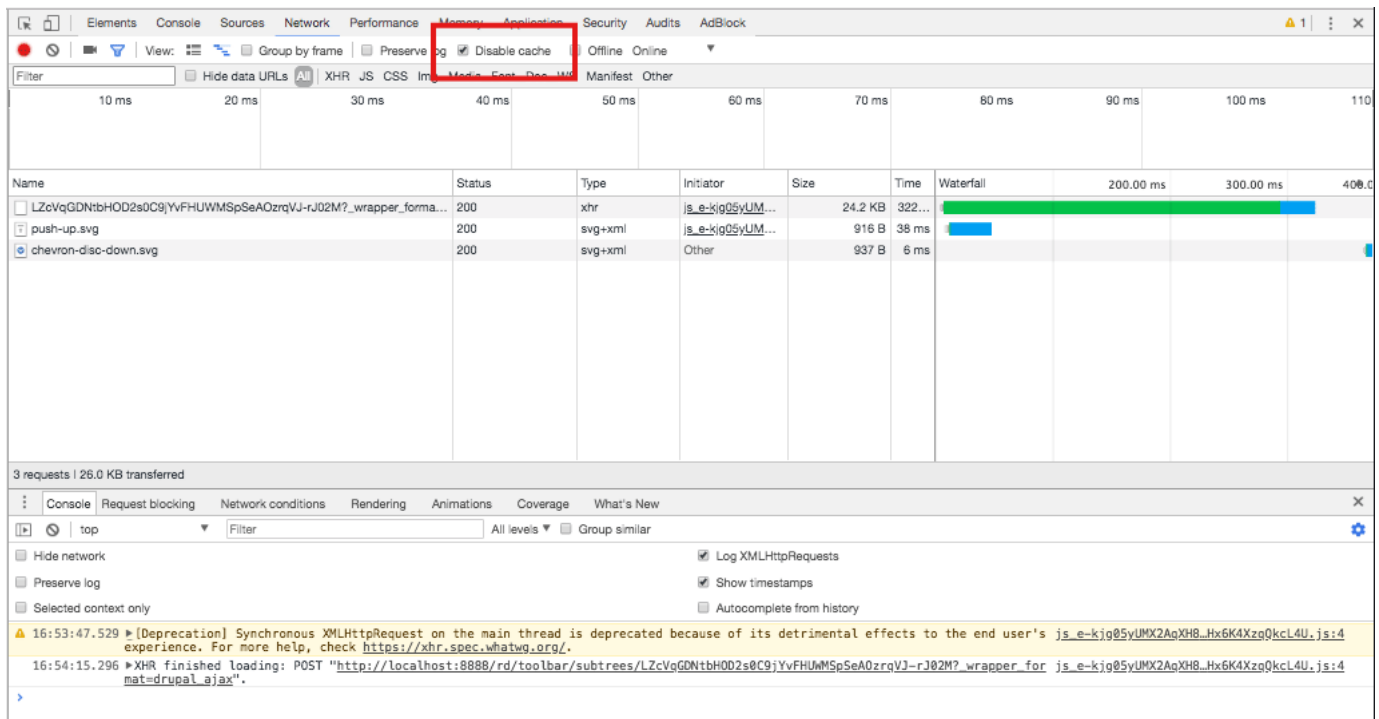 Elements Console Sources Network Performance Memory Application Security Audits AdBlock 1
View: Group by frame Preserve log Disable cache Offline Online
Filter Hide data URLs All XHR JS CSS Img Media Font Doc WS Manifest Other
10 ms 20 ms 30 ms 40 ms 50 ms 60 ms 70 ms 80 ms 90 ms 100 ms 110
Name Status Type Initiator Size Time Waterfall 200.00 ms 300.00 ms
LZcVqGDNtbHOD2s0C9jYvFHUWMSpSeAOzrqVJ-rJ02M?_wrapper_forma... 200 xhr js_e-kjg05yUM... 24.2 KB 322...
push-up.svg 200 svg+xml js_e-kjg05yUM... 916 B 38 ms
chevron-disc-down.svg 200 svg+xml Other 937 B 6 ms
3 requests | 26.0 KB transferred
Console Request blocking Network conditions Rendering Animations Coverage What's New
top Filter All levels Group similar
Hide network Log XMLHttpRequests
Preserve log Show timestamps
Selected context only Autocomplete from history
16:53:47.529 [Deprecation] Synchronous XMLHttpRequest on the main thread is deprecated because of its detrimental effects to the end user's js_e-kjg05yUMX2AqXH8…Hx6K4XzqQkcL4U.js:4
experience. For more help, check https://xhr.spec.whatwg.org/.
16:54:15.296 XHR finished loading: POST "http://localhost:8888/rd/toolbar/subtrees/LZcVqGDNtbHOD2s0C9jYvFHUWMSpSeAOzrqVJ-rJ02M?_wrapper_for js_e-kjg05yUMX2AqXH8…Hx6K4XzqQkcL4U.js:4
mat=drupal_ajax".